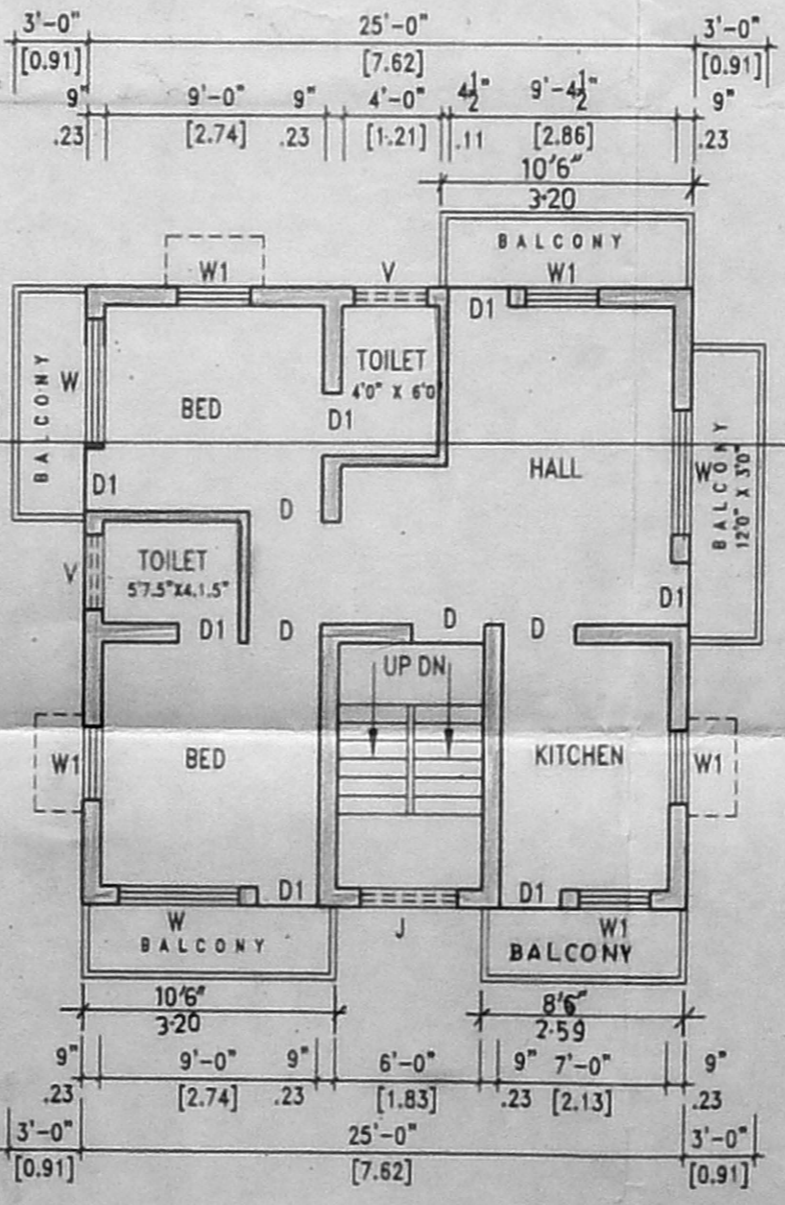 3'-0" 25'-0" 3'-0"
[0.91] [7.62] [0.91]
9" 9'-0" 9" 4'-0" 4½" 9'-4½" 9"
.23 [2.74] .23 [1.21] .11 [2.86] .23
10'6"
3·20
BALCONY
W1 V W1
D1
BALCONY
W
BED
TOILET
4'0" X 6'0
D1
HALL
W
BALCONY
12'0" X 3'0"
D1
D
V
TOILET
5'7.5"X4.1.5"
D1
D1 D D D
UP DN
W1
BED
KITCHEN
W1
D1 D1
W
BALCONY
J
W1
BALCONY
10'6"
3·20
8'6"
2·59
9" 9'-0" 9" 6'-0" 9" 7'-0" 9"
.23 [2.74] .23 [1.83] .23 [2.13] .23
3'-0" 25'-0" 3'-0"
[0.91] [7.62] [0.91]